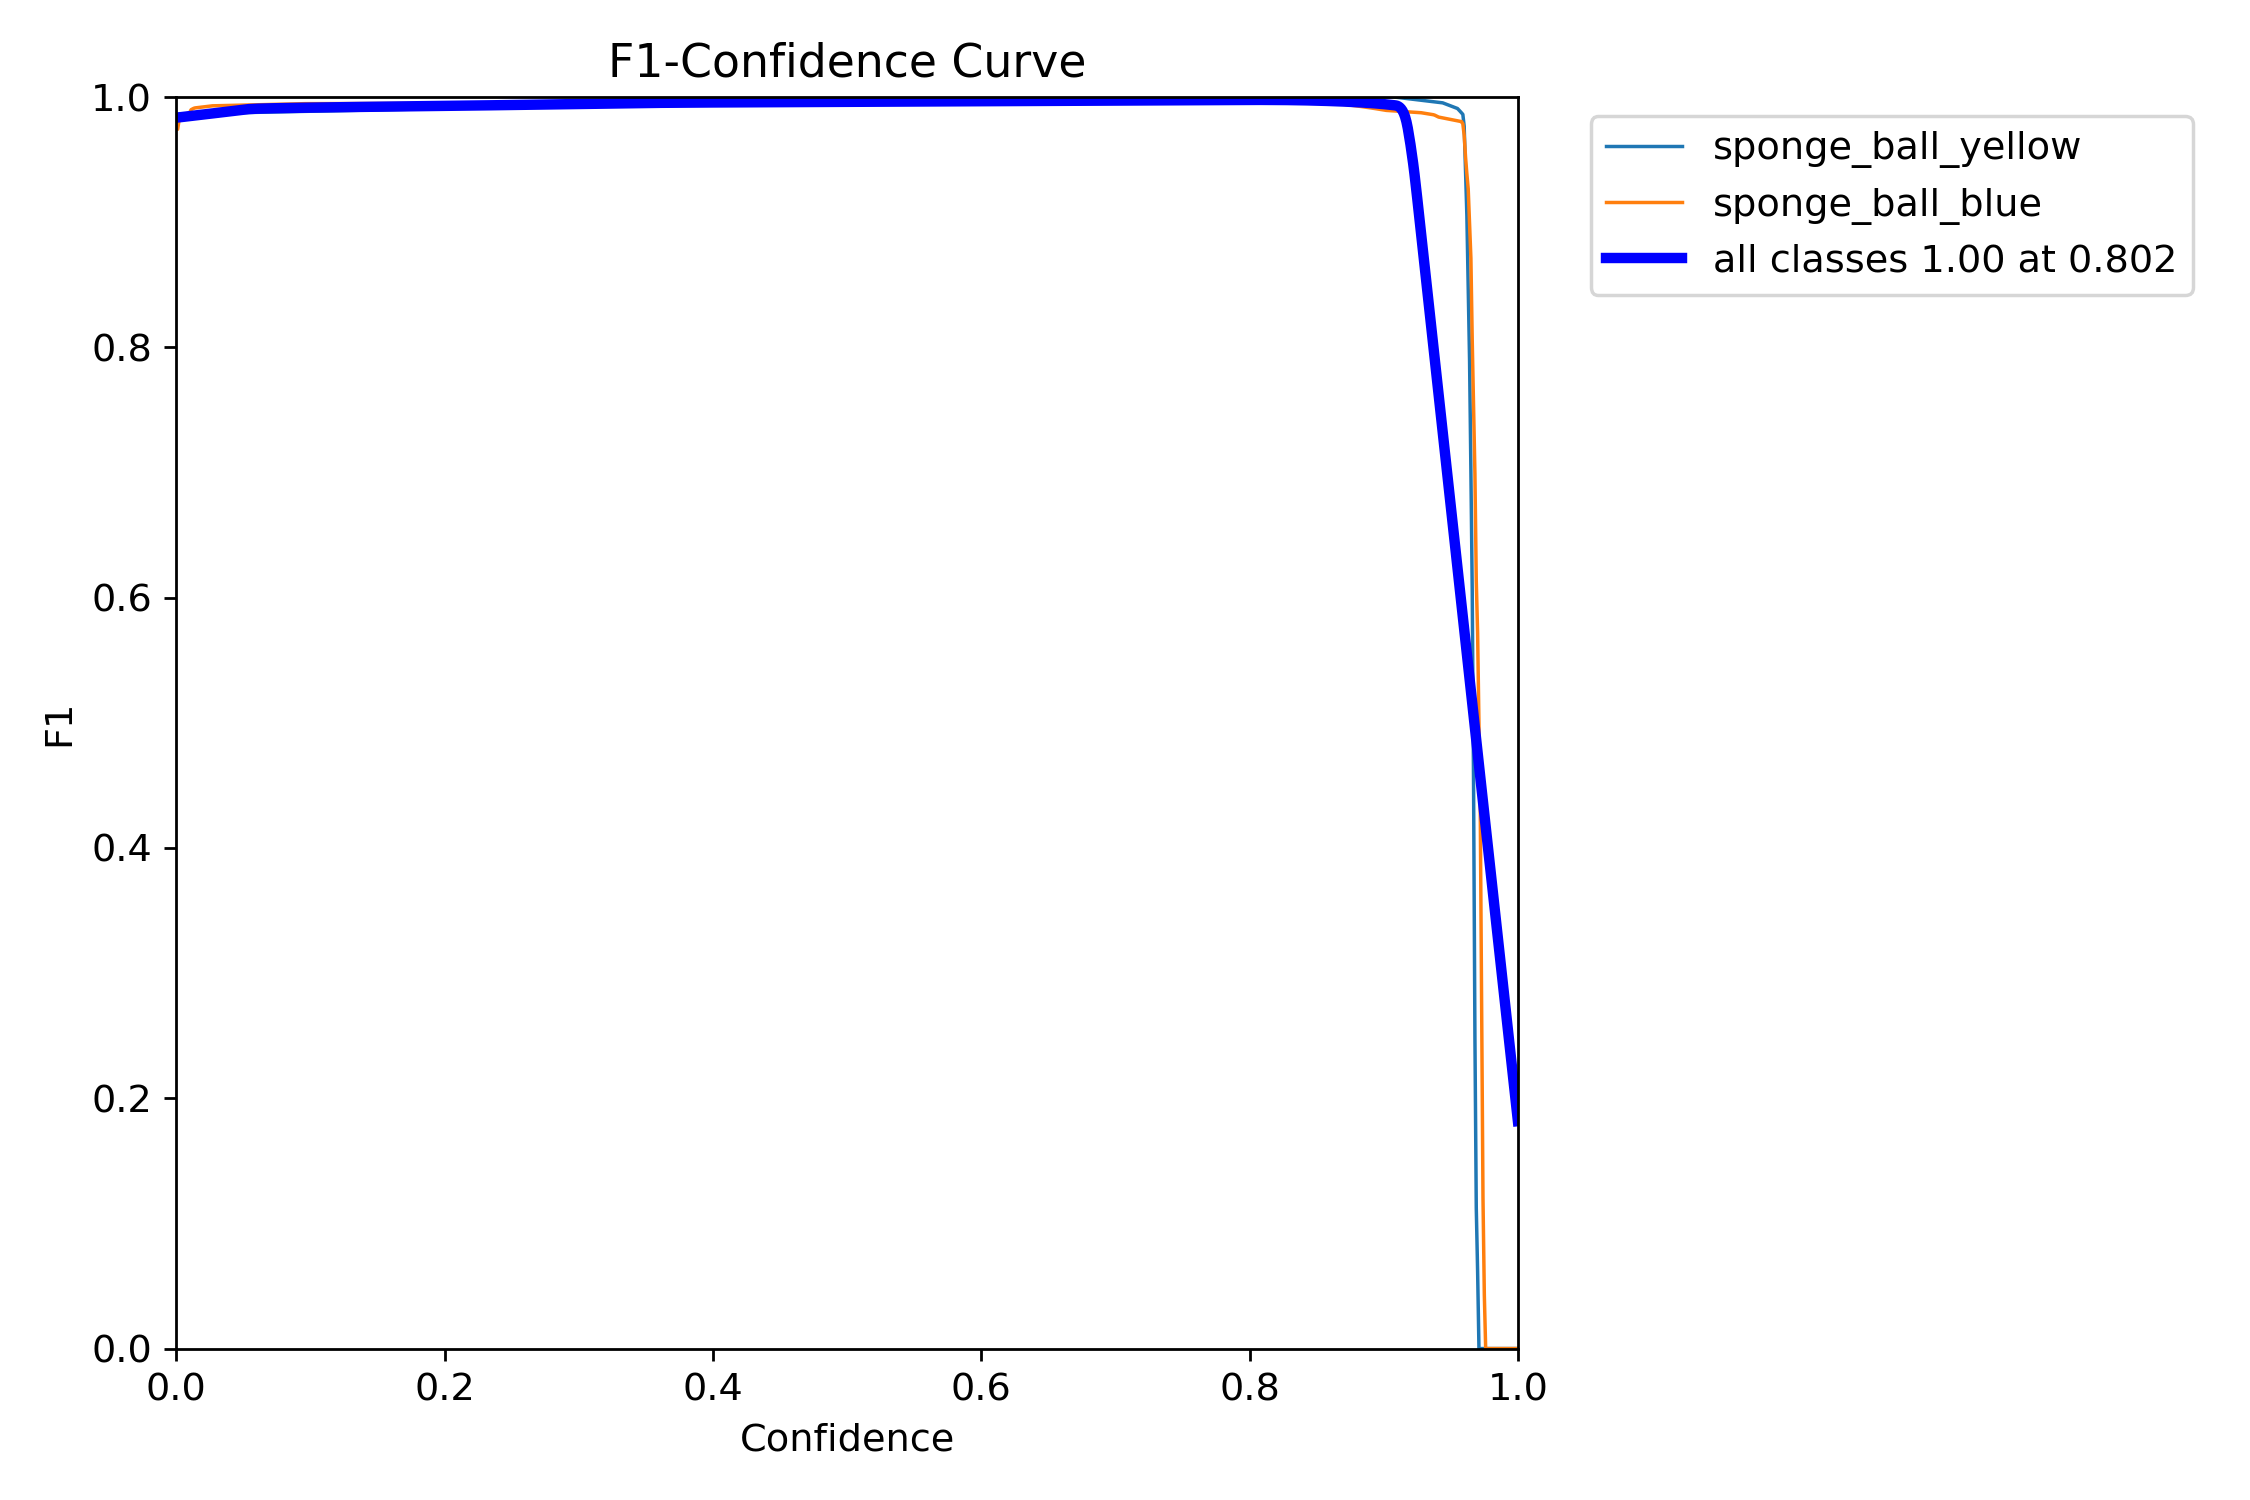 F1-Confidence Curve
1.0
0.8
0.6
0.4
0.2
0.0
F1
0.0 0.2 0.4 0.6 0.8 1.0
Confidence
sponge_ball_yellow
sponge_ball_blue
all classes 1.00 at 0.802